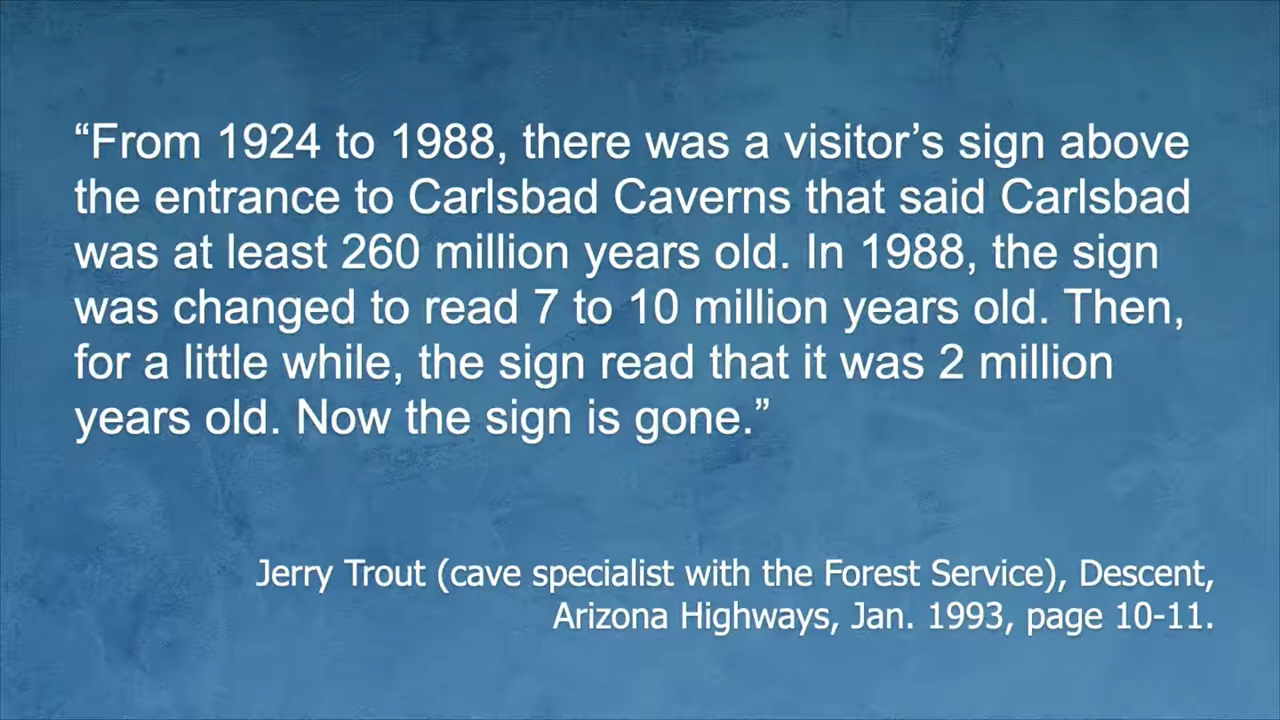 “From 1924 to 1988, there was a visitor’s sign above
the entrance to Carlsbad Caverns that said Carlsbad
was at least 260 million years old. In 1988, the sign
was changed to read 7 to 10 million years old. Then,
for a little while, the sign read that it was 2 million
years old. Now the sign is gone.”
Jerry Trout (cave specialist with the Forest Service), Descent,
Arizona Highways, Jan. 1993, page 10-11.